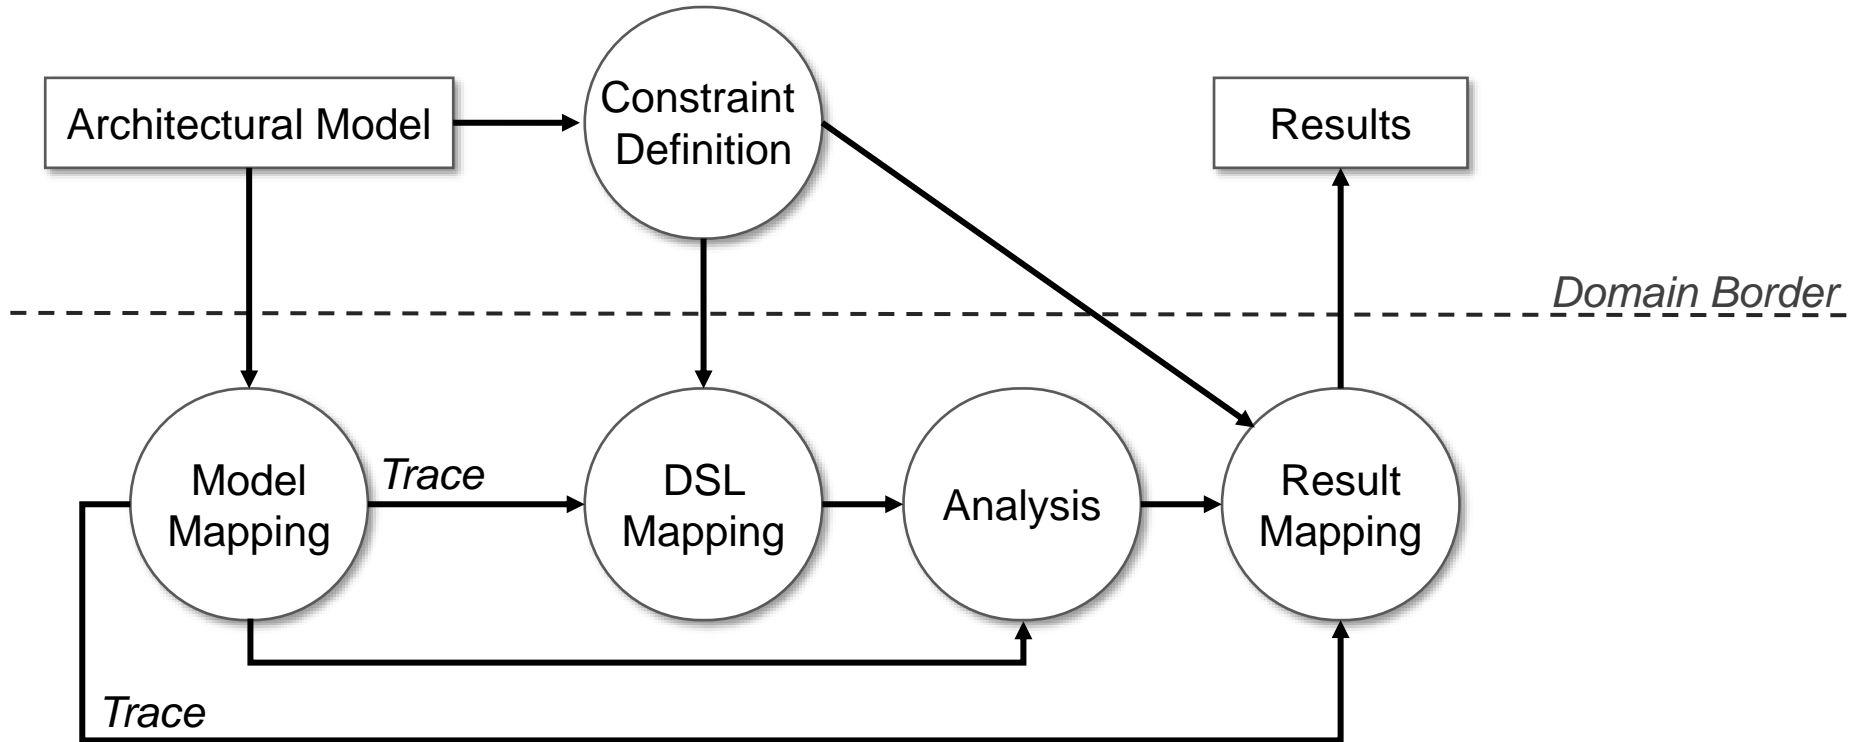 Architectural Model
Constraint
Definition
Results
Domain Border
Model
Mapping
Trace
DSL
Mapping
Analysis
Result
Mapping
Trace